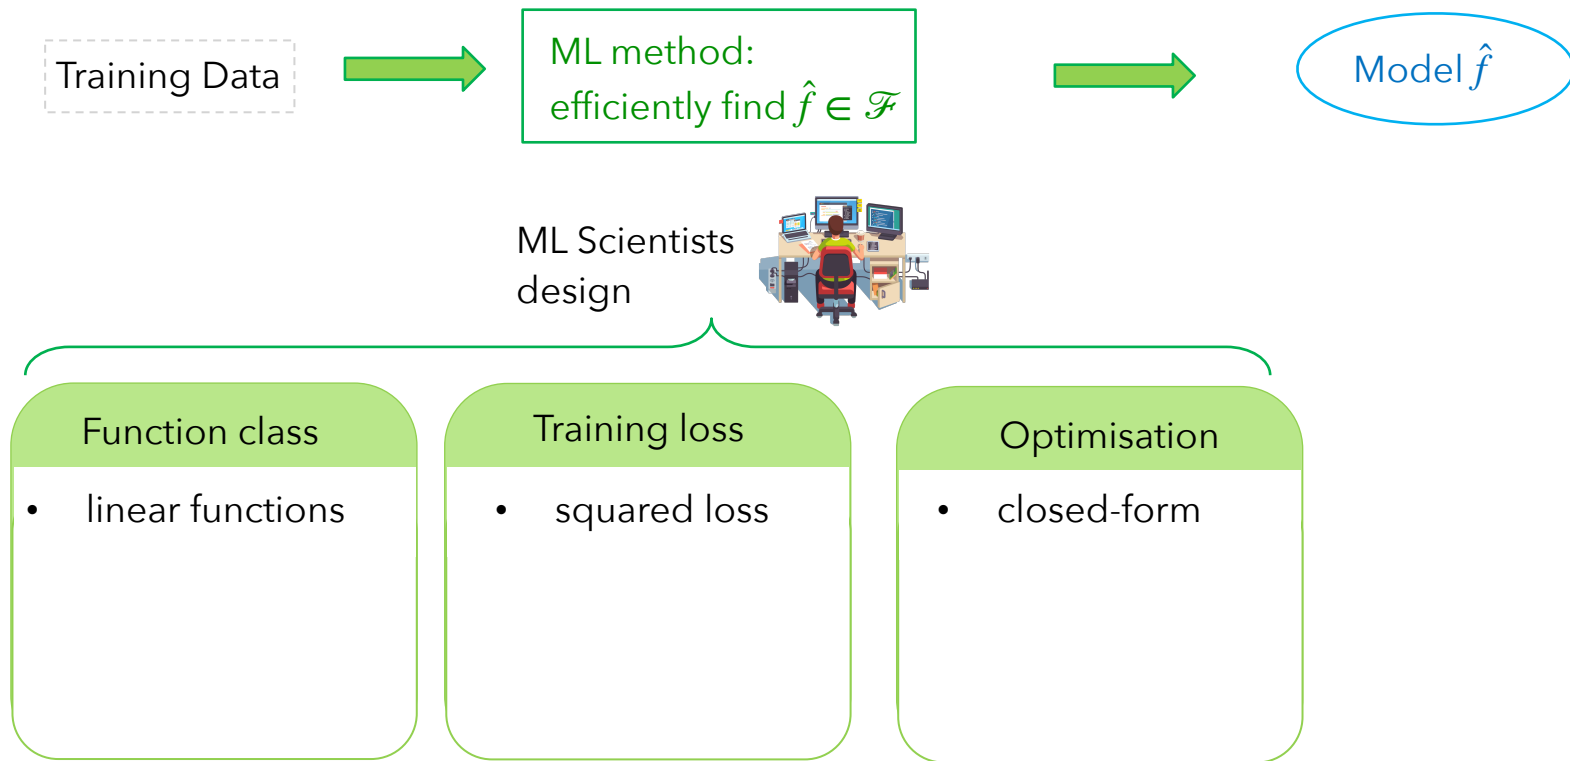 Training Data
ML method:
efficiently find f̂ ∈ ℱ
Model f̂
ML Scientists
design
Function class
• linear functions
Training loss
• squared loss
Optimisation
• closed-form